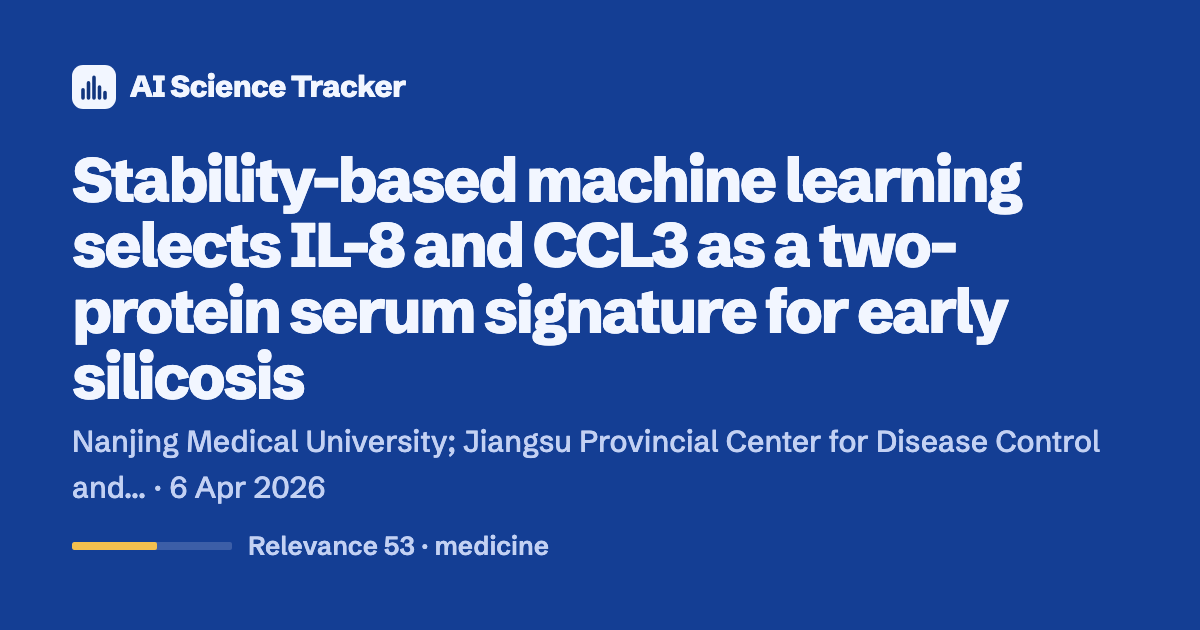 AI Science Tracker
Stability-based machine learning
selects IL-8 and CCL3 as a two-
protein serum signature for early
silicosis
Nanjing Medical University; Jiangsu Provincial Center for Disease Control
and... · 6 Apr 2026
Relevance 53 · medicine